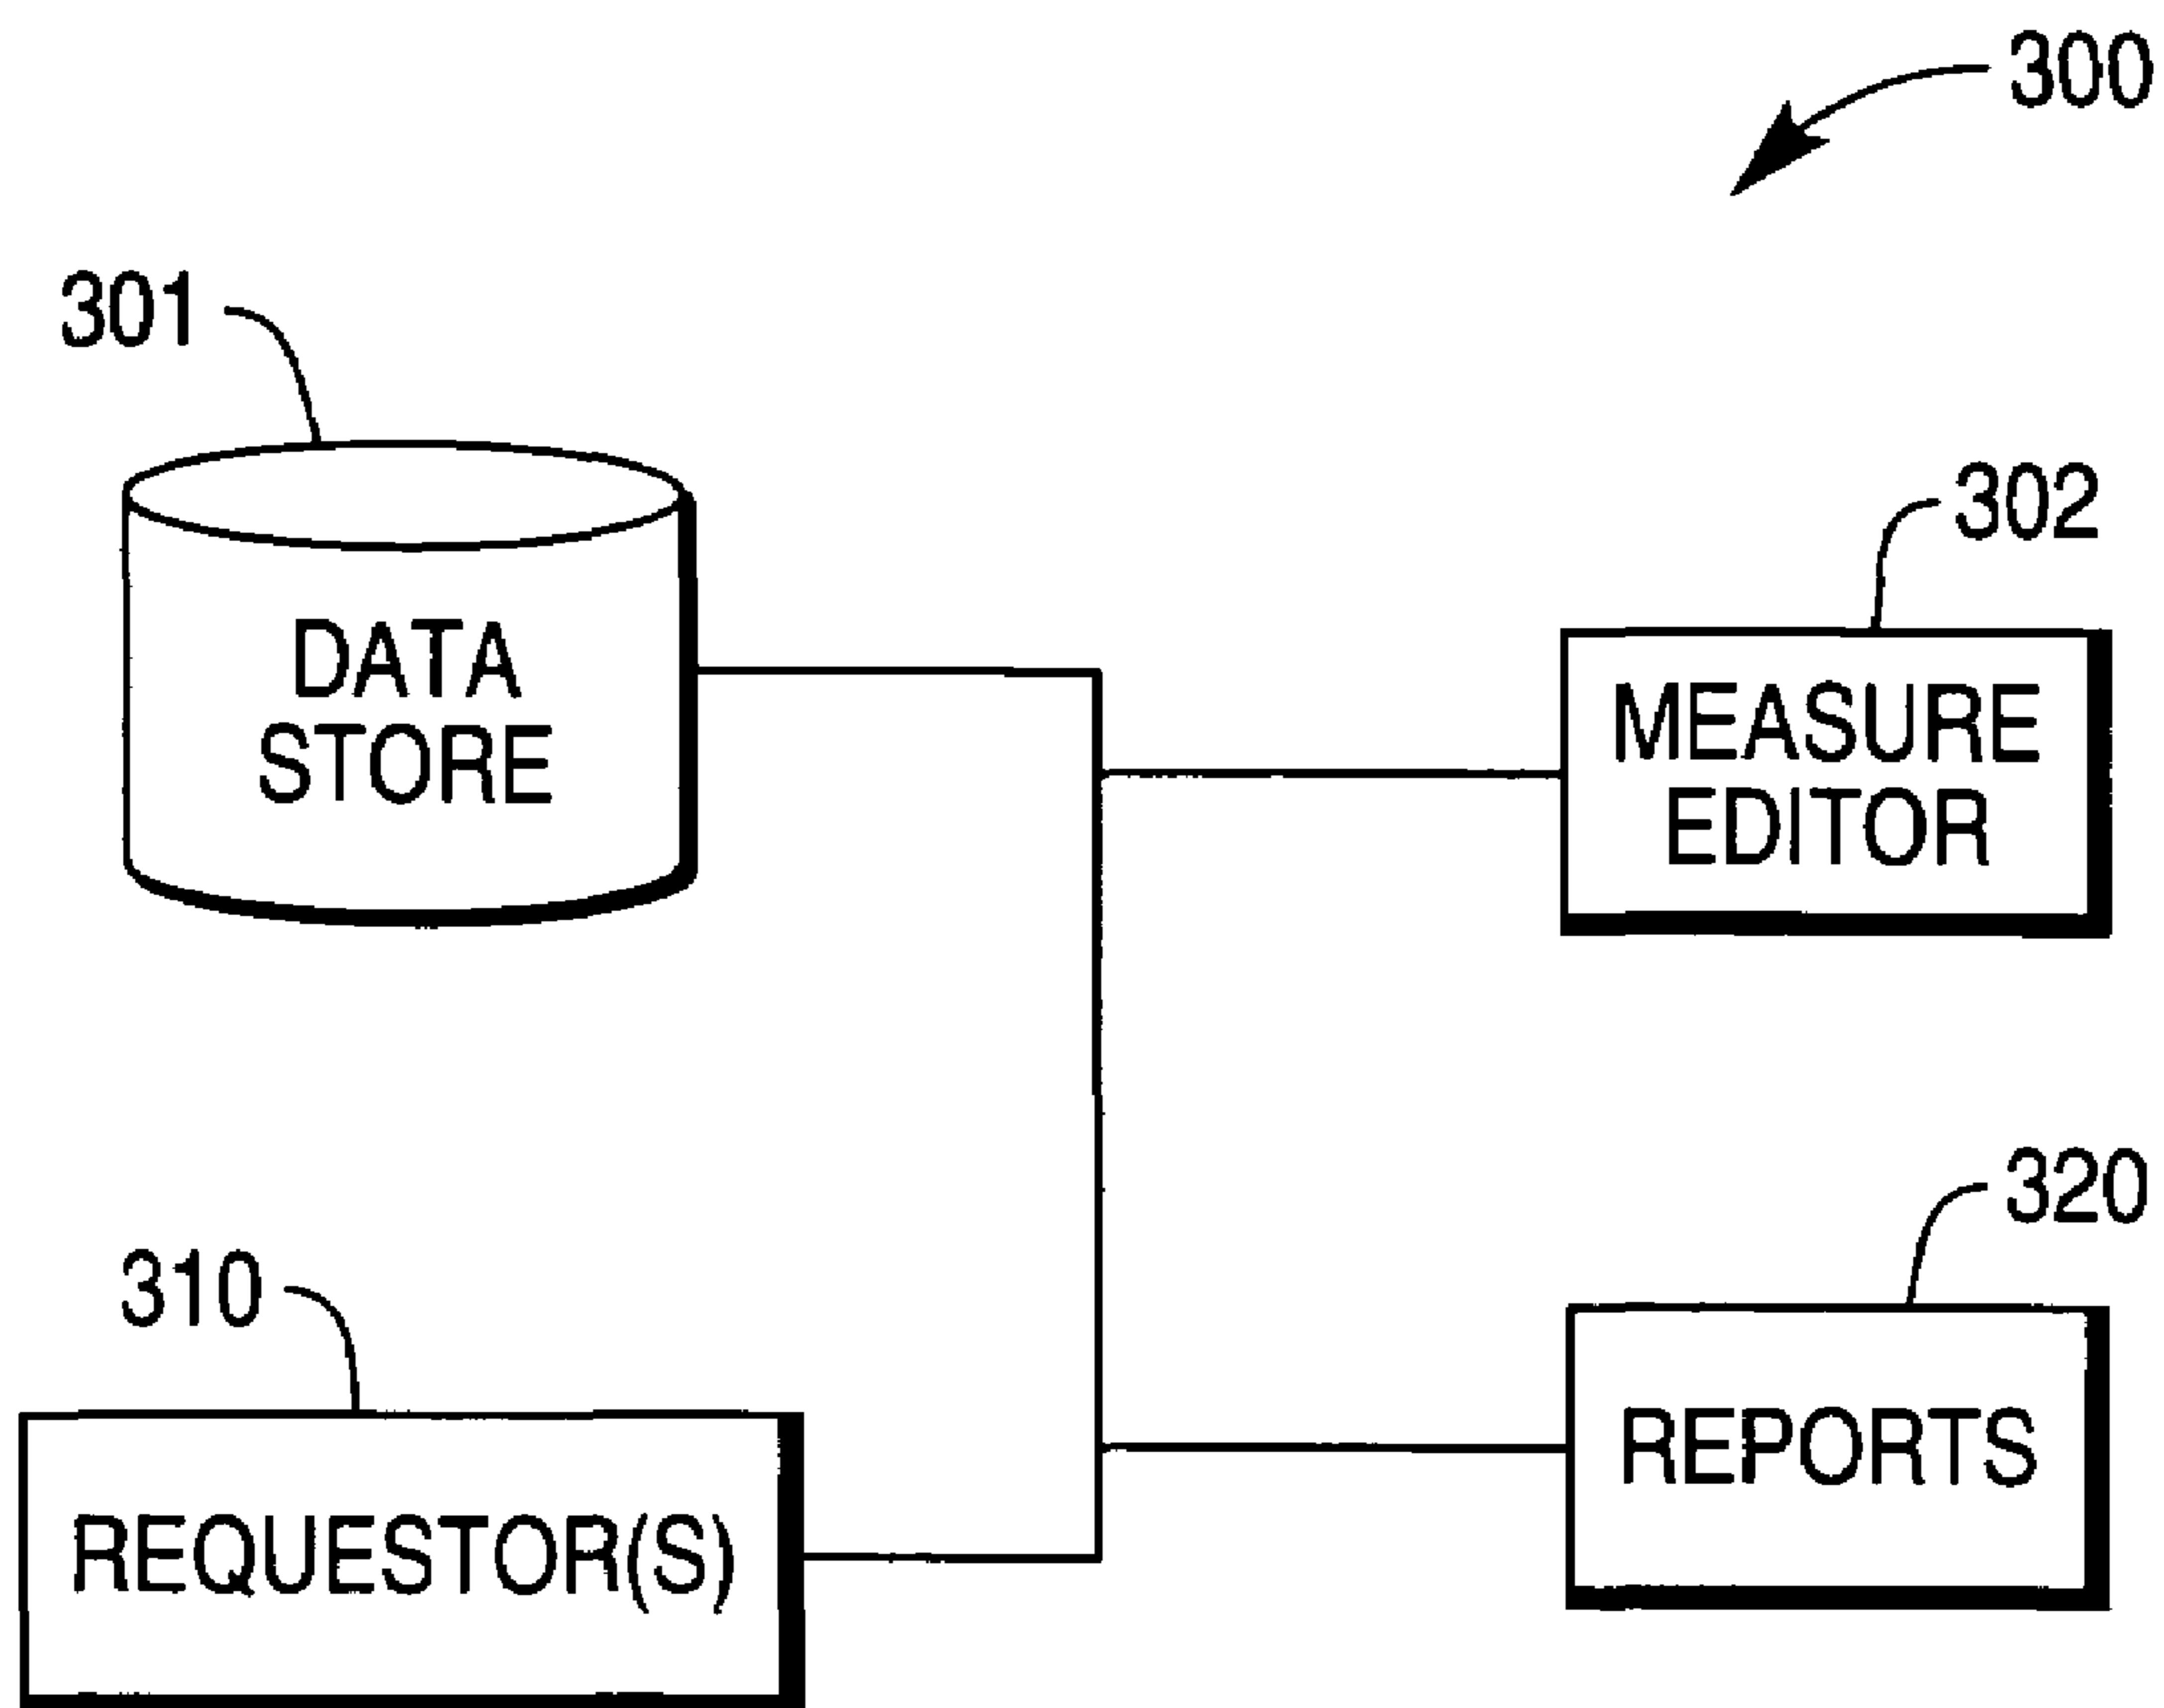 300
301
DATA
STORE
302
MEASURE
EDITOR
320
310
REPORTS
REQUESTOR(S)